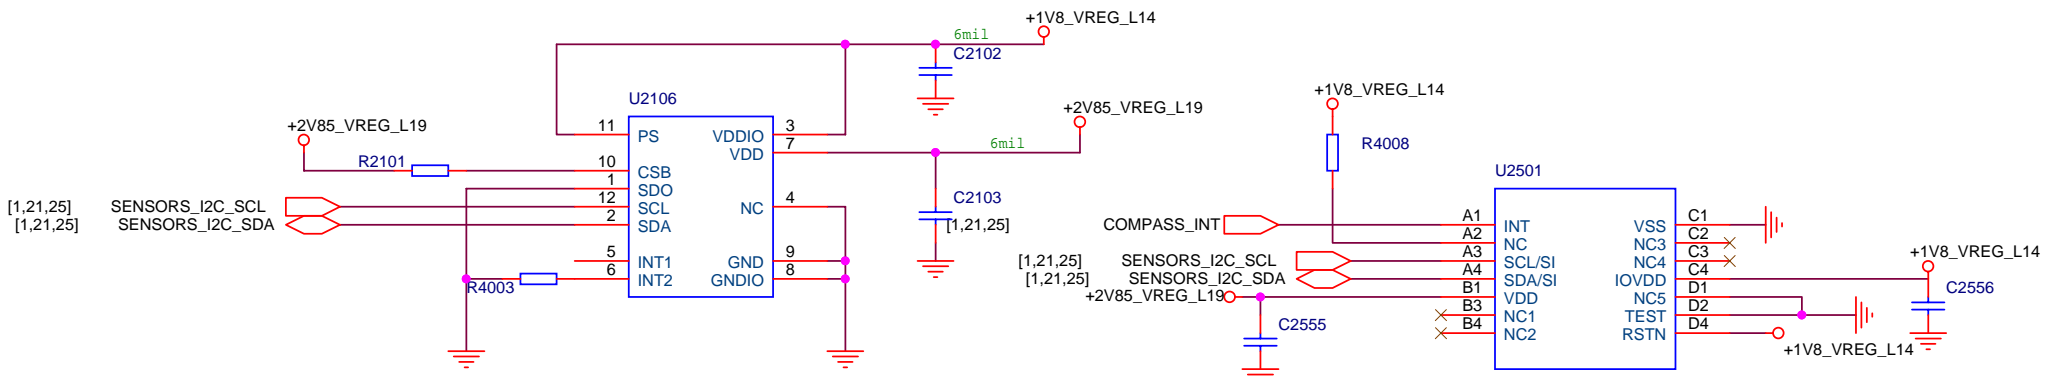 +1V8_VREG_L14
6mil
C2102
U2106
+2V85_VREG_L19
+2V85_VREG_L19
6mil
R2101
11 PS VDDIO 3
VDD 7
10 CSB
1 SDO
12 SCL NC 4
2 SDA
5 INT1 GND 9
6 INT2 GNDIO 8
[1,21,25] SENSORS_I2C_SCL
[1,21,25] SENSORS_I2C_SDA
R4003
C2103
[1,21,25]
+1V8_VREG_L14
R4008
U2501
COMPASS_INT
A1 INT VSS C1
A2 NC NC3 C2
A3 SCL/SI NC4 C3
A4 SDA/SI IOVDD C4
B1 VDD NC5 D1
B3 NC1 TEST D2
B4 NC2 RSTN D4
[1,21,25] SENSORS_I2C_SCL
[1,21,25] SENSORS_I2C_SDA
+2V85_VREG_L19
C2555
+1V8_VREG_L14
C2556
+1V8_VREG_L14